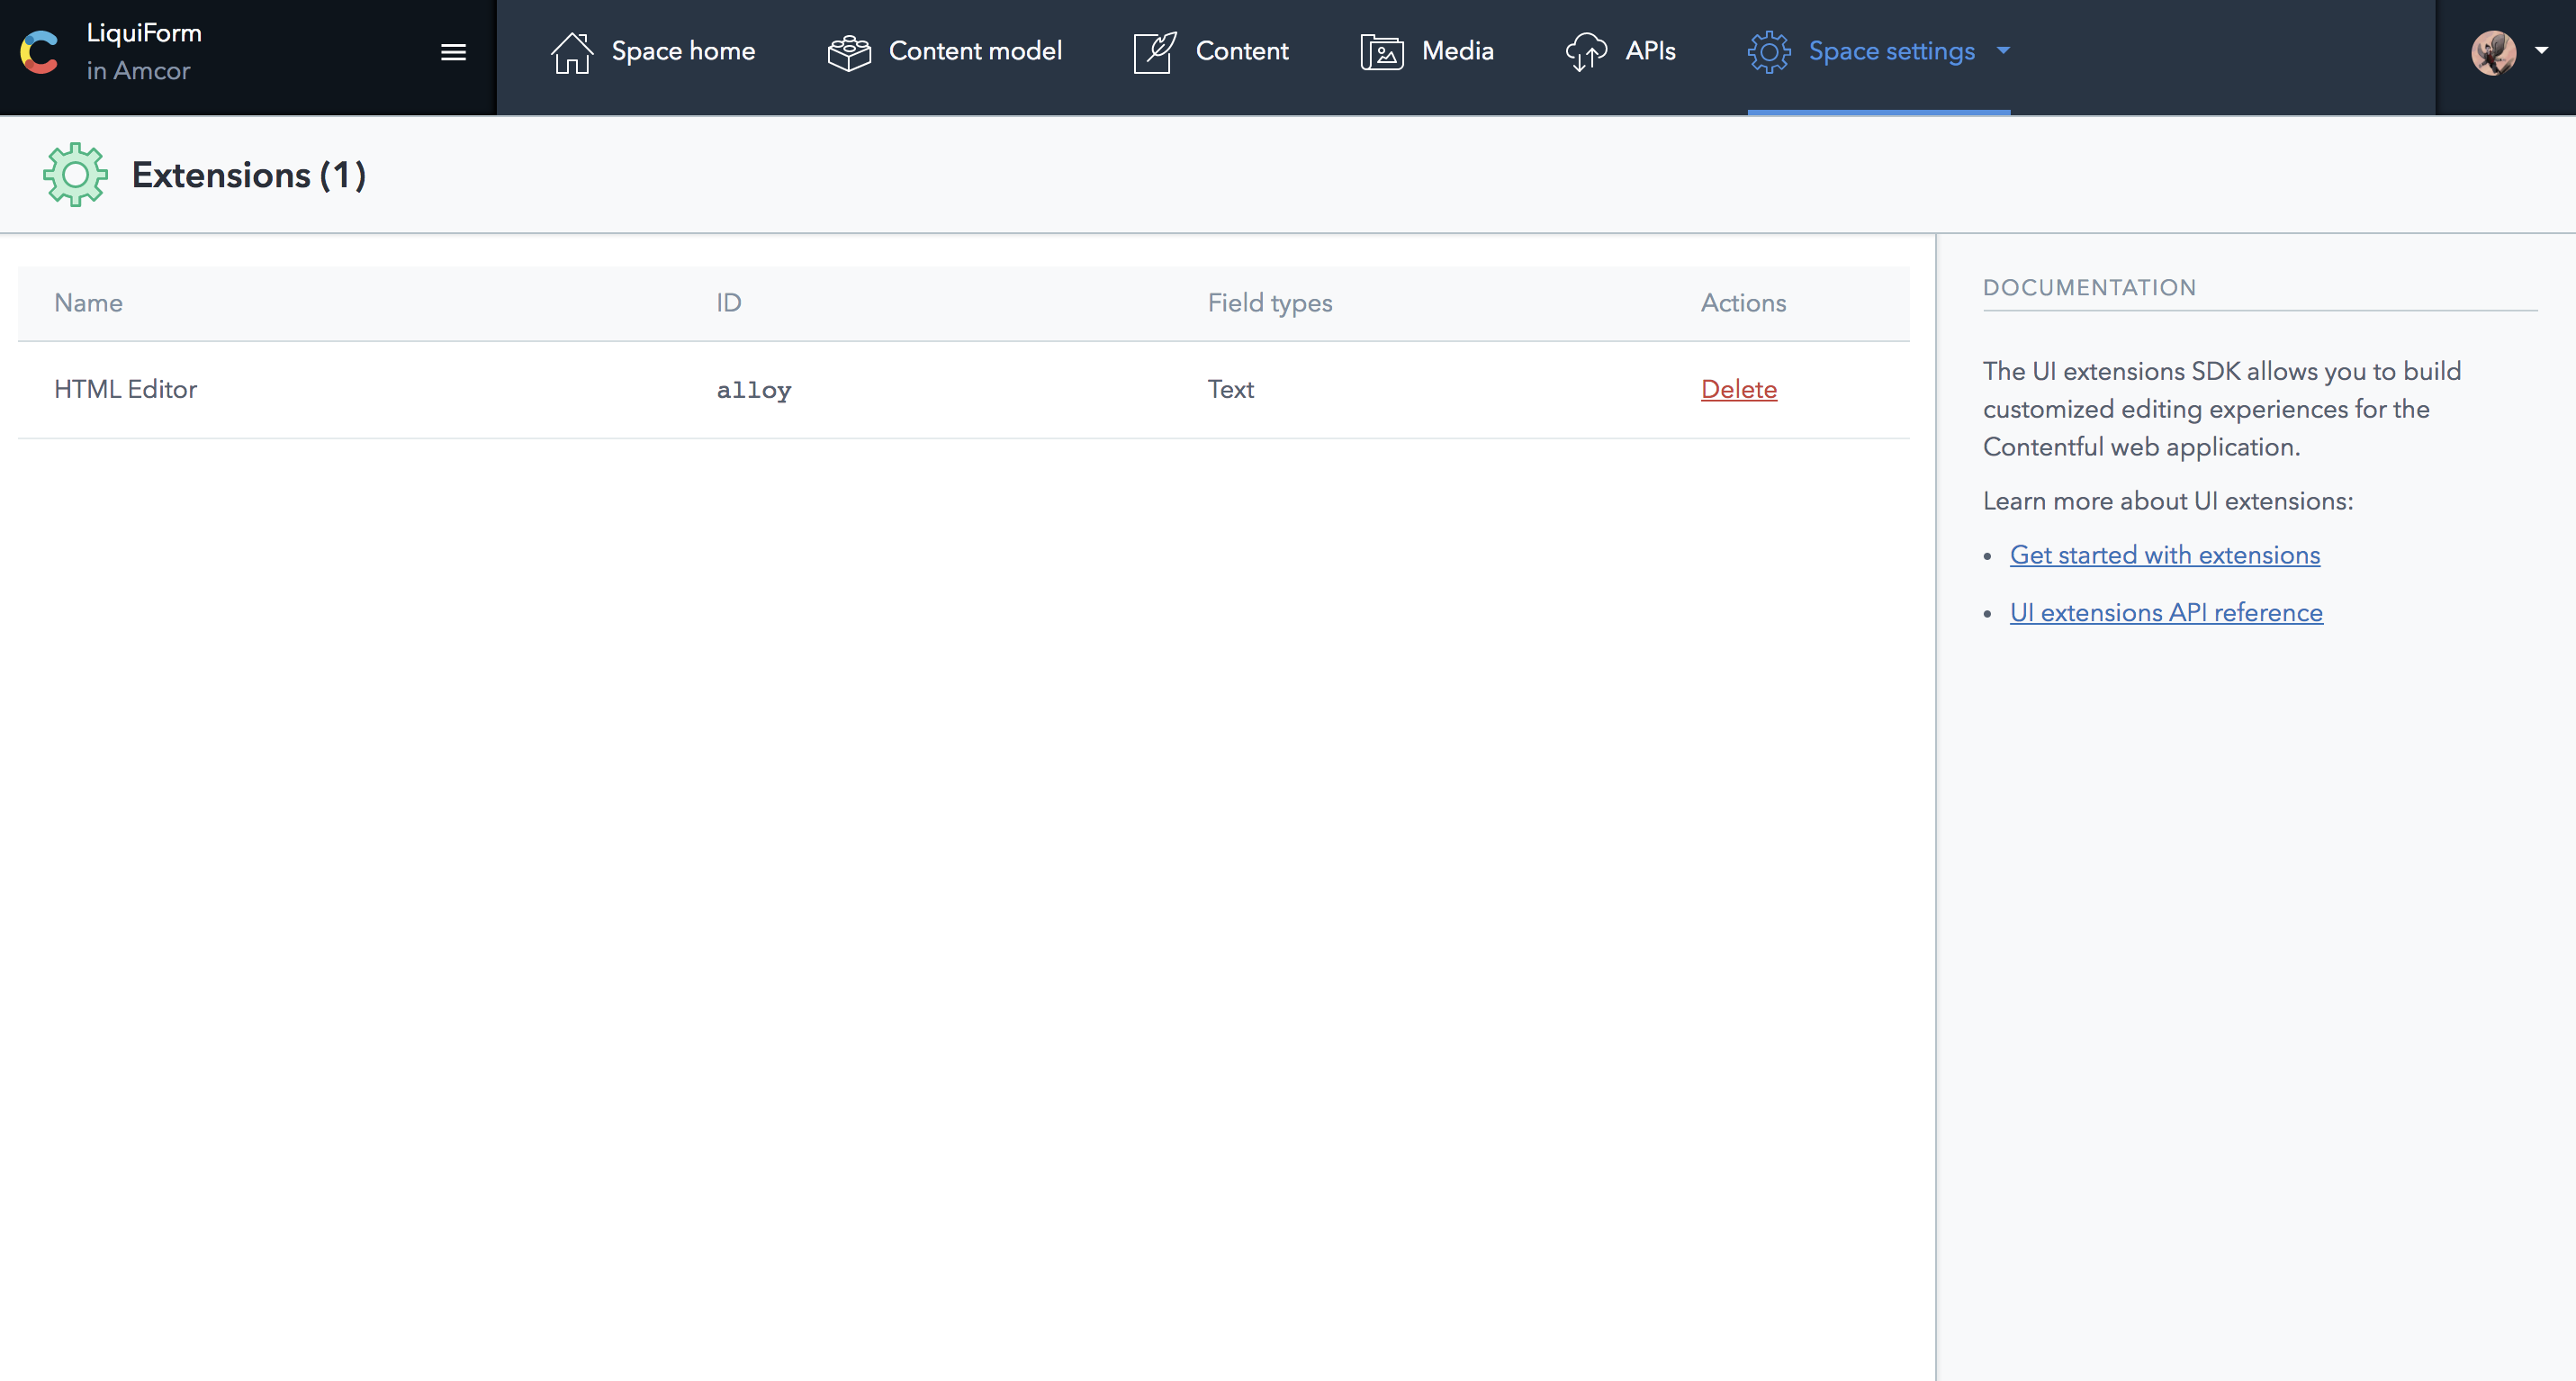 LiquiForm
in Amcor
Space home
Content model
Content
Media
APIs
Space settings
Extensions (1)
Name ID Field types Actions
HTML Editor alloy Text Delete
DOCUMENTATION
The UI extensions SDK allows you to build
customized editing experiences for the
Contentful web application.
Learn more about UI extensions:
• Get started with extensions
• UI extensions API reference